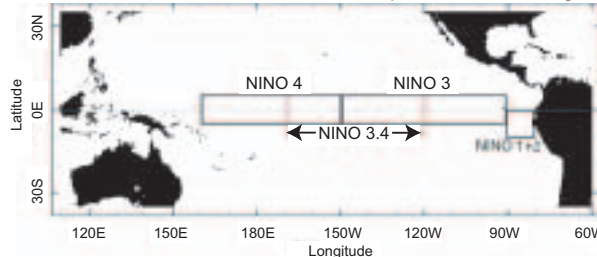 30N
NINO 4
NINO 3
Latitude
0E
NINO 3.4
NINO 1+2
30S
120E
150E
180E
150W
120W
90W
60W
Longitude